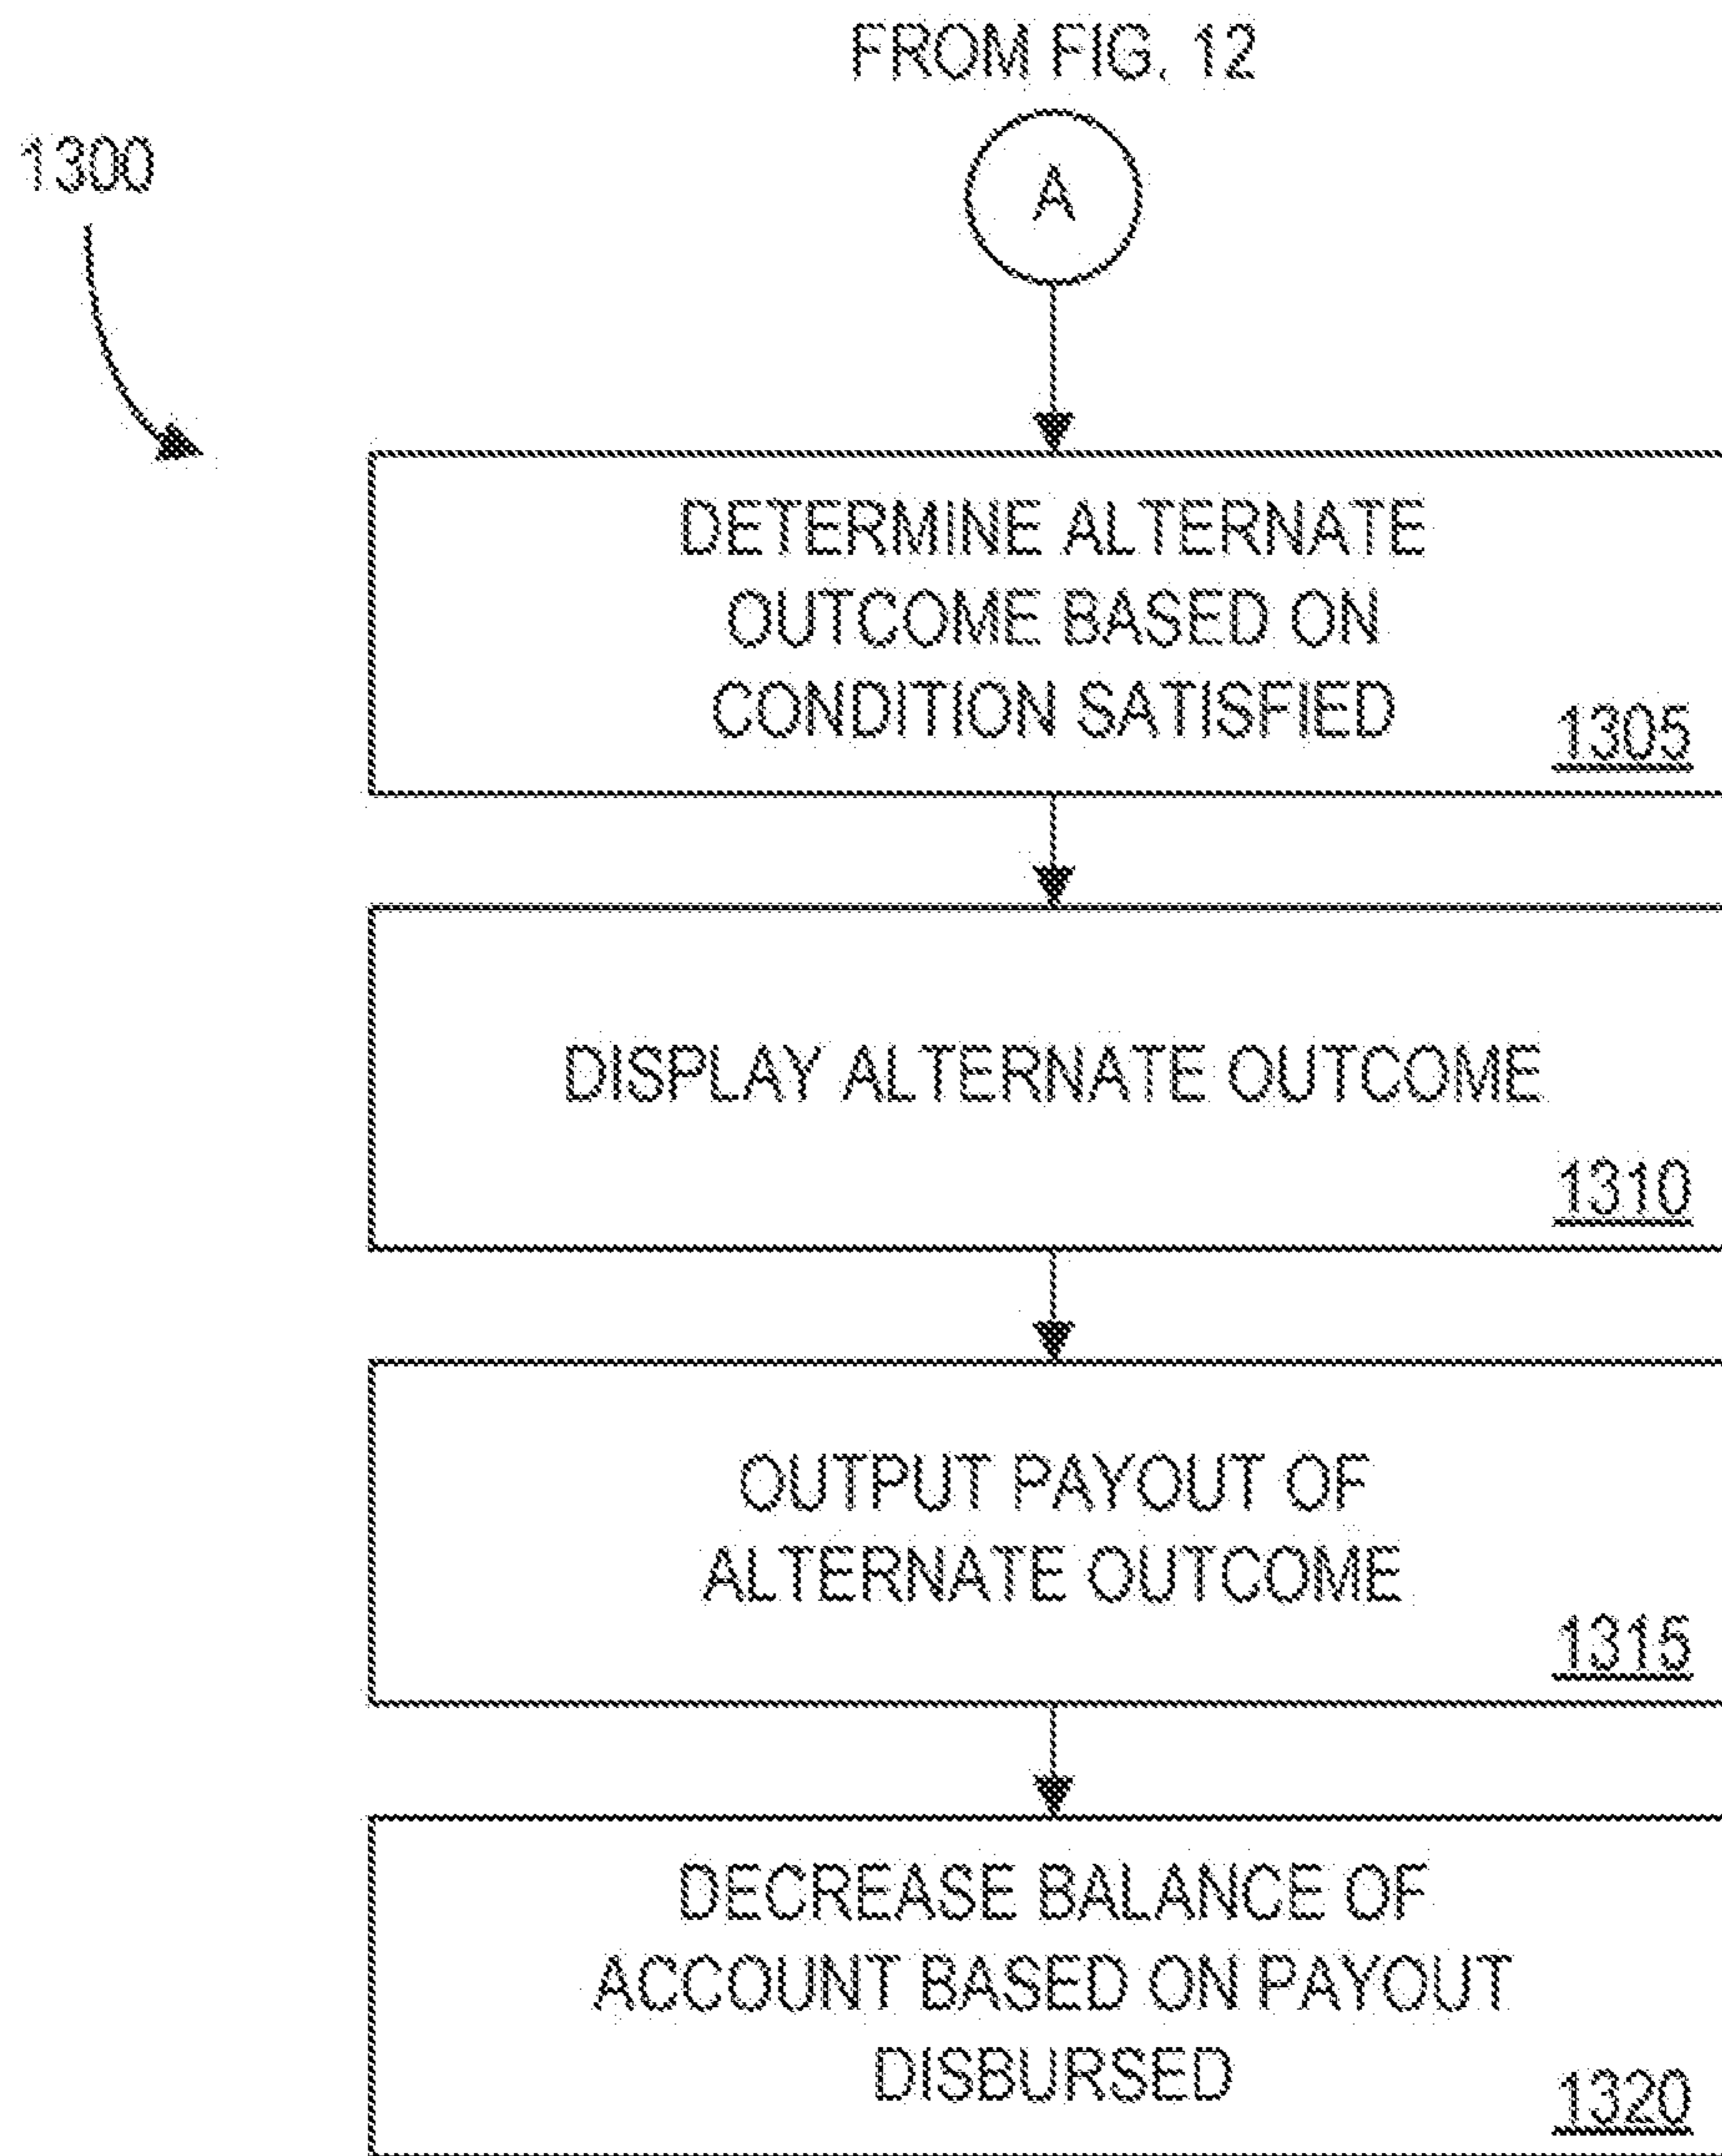 FROM FIG. 12
1300
A
DETERMINE ALTERNATE
OUTCOME BASED ON
CONDITION SATISFIED
1305
DISPLAY ALTERNATE OUTCOME
1310
OUTPUT PAYOUT OF
ALTERNATE OUTCOME
1315
DECREASE BALANCE OF
ACCOUNT BASED ON PAYOUT
DISBURSED
1320